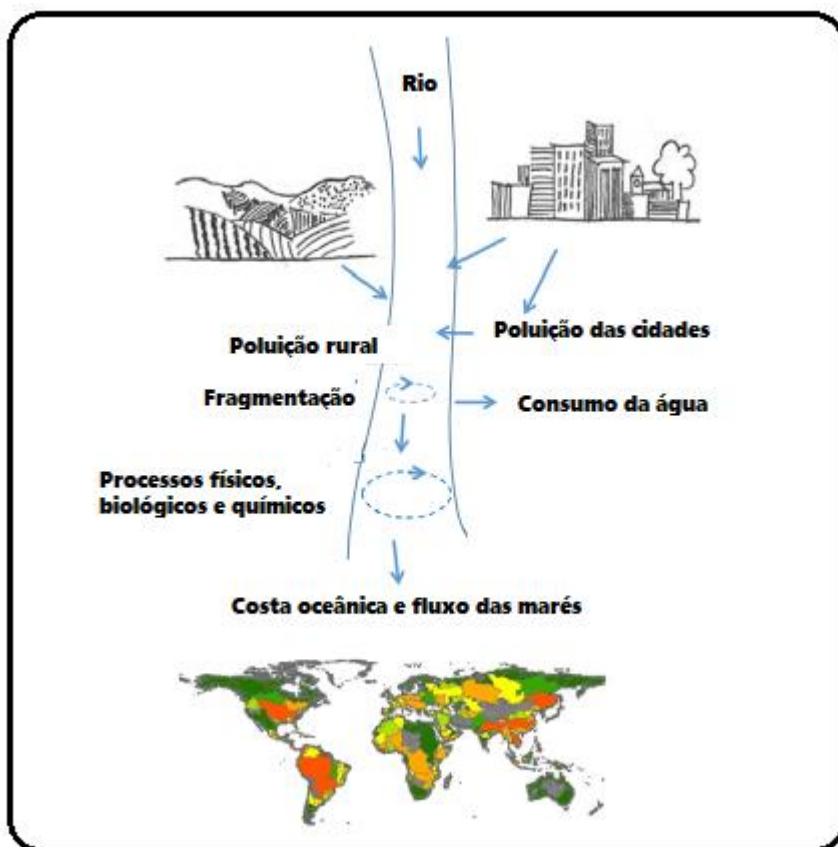 Rio
Poluição rural
Poluição das cidades
Fragmentação
Consumo da água
Processos físicos,
biológicos e químicos
Costa oceânica e fluxo das marés